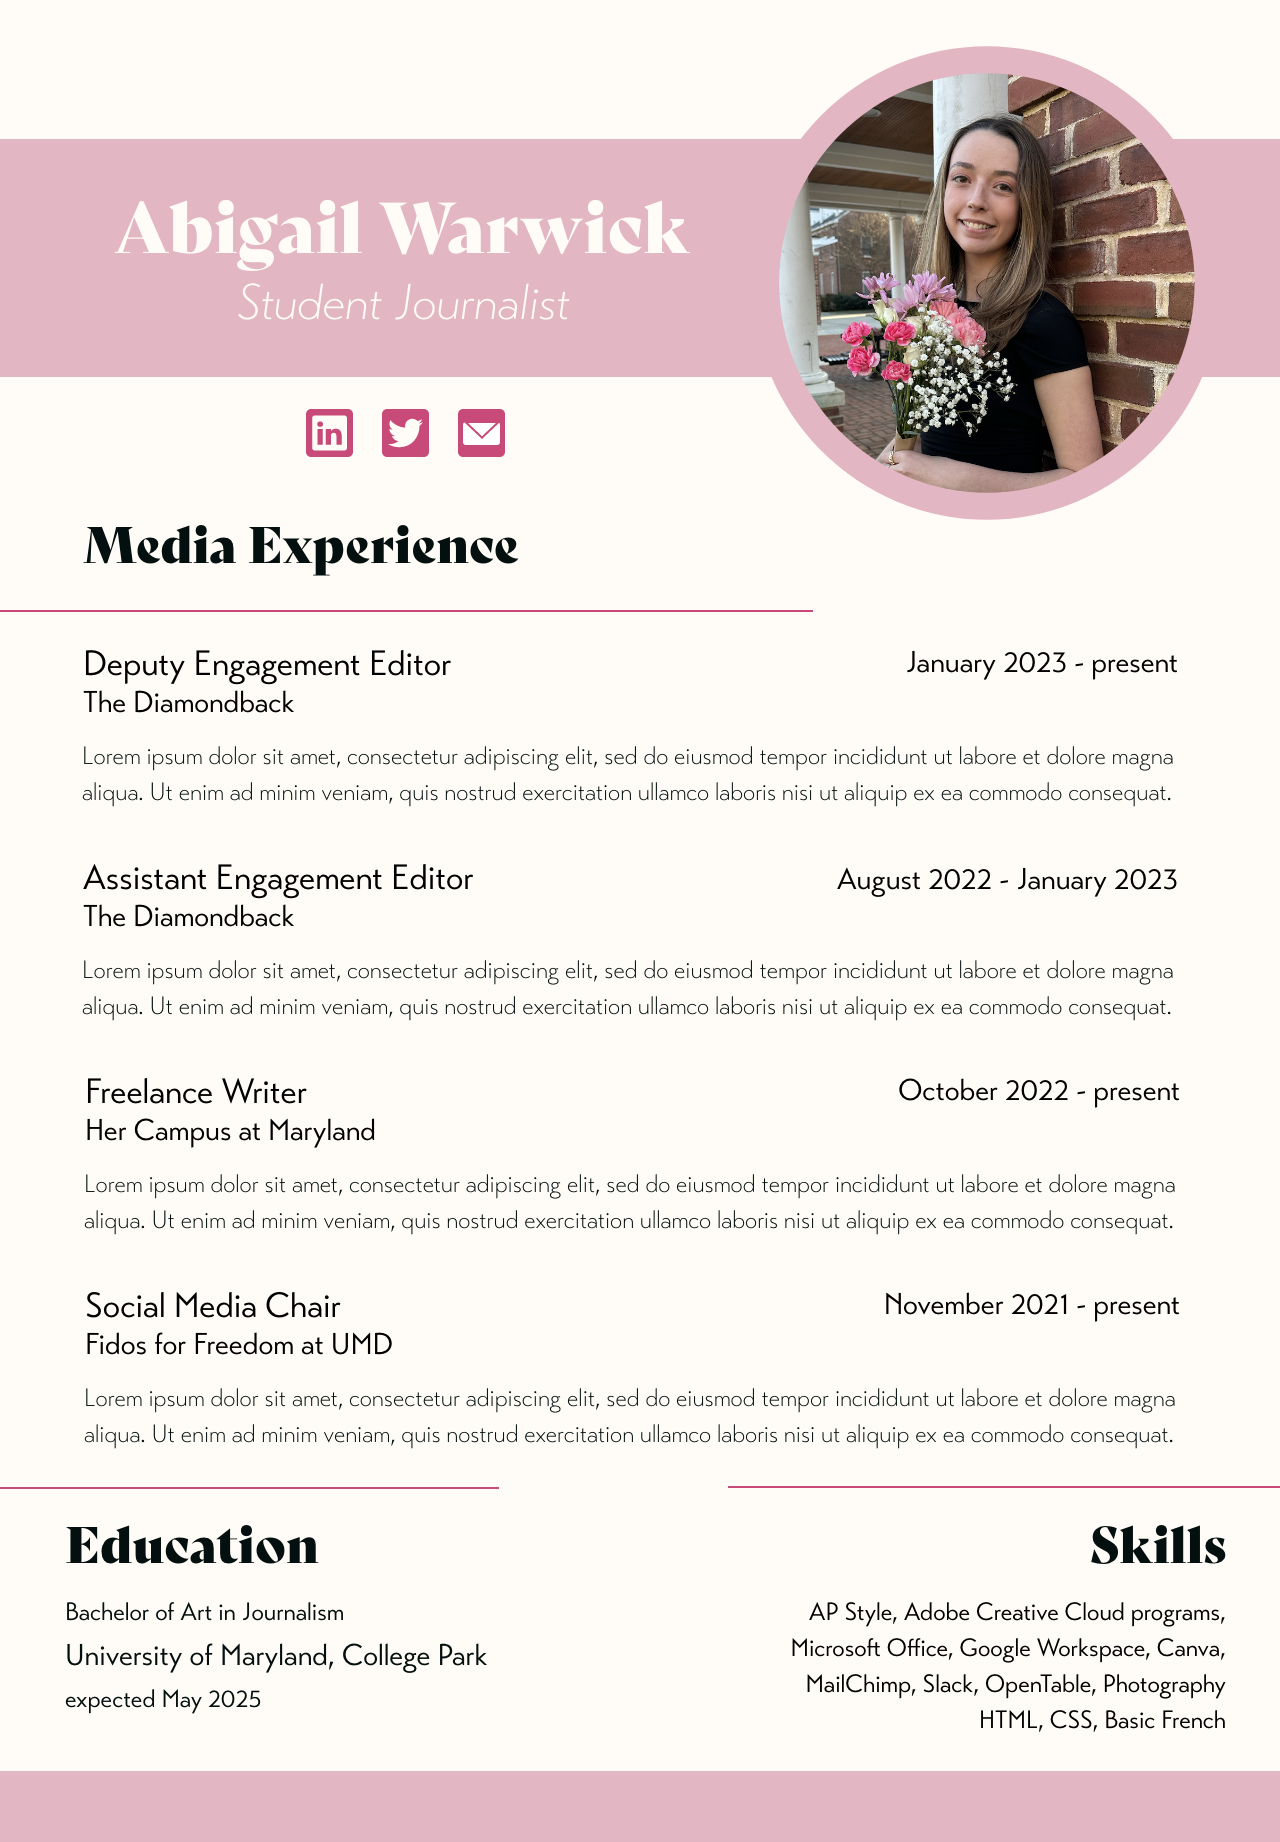 Abigail Warwick
Student Journalist
in
Media Experience
Deputy Engagement Editor
January 2023 - present
The Diamondback
Lorem ipsum dolor sit amet, consectetur adipiscing elit, sed do eiusmod tempor incididunt ut labore et dolore magna
aliqua. Ut enim ad minim veniam, quis nostrud exercitation ullamco laboris nisi ut aliquip ex ea commodo consequat.
Assistant Engagement Editor
August 2022 - January 2023
The Diamondback
Lorem ipsum dolor sit amet, consectetur adipiscing elit, sed do eiusmod tempor incididunt ut labore et dolore magna
aliqua. Ut enim ad minim veniam, quis nostrud exercitation ullamco laboris nisi ut aliquip ex ea commodo consequat.
Freelance Writer
October 2022 - present
Her Campus at Maryland
Lorem ipsum dolor sit amet, consectetur adipiscing elit, sed do eiusmod tempor incididunt ut labore et dolore magna
aliqua. Ut enim ad minim veniam, quis nostrud exercitation ullamco laboris nisi ut aliquip ex ea commodo consequat.
Social Media Chair
November 2021 - present
Fidos for Freedom at UMD
Lorem ipsum dolor sit amet, consectetur adipiscing elit, sed do eiusmod tempor incididunt ut labore et dolore magna
aliqua. Ut enim ad minim veniam, quis nostrud exercitation ullamco laboris nisi ut aliquip ex ea commodo consequat.
Education
Bachelor of Art in Journalism
University of Maryland, College Park
expected May 2025
Skills
AP Style, Adobe Creative Cloud programs,
Microsoft Office, Google Workspace, Canva,
MailChimp, Slack, OpenTable, Photography
HTML, CSS, Basic French